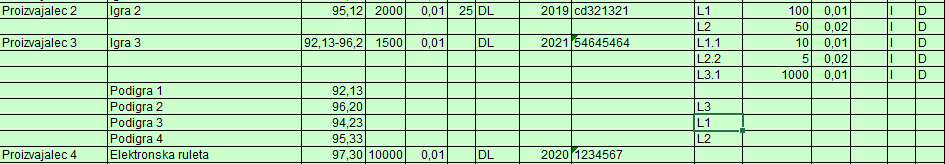 Proizvajalec 2 Igra 2 95,12 2000 0,01 25 DL 2019 cd321321 L1 100 0,01 I D
L2 50 0,02 I D
Proizvajalec 3 Igra 3 92,13-96,2 1500 0,01 DL 2021 54645464 L1.1 10 0,01 I D
L2.2 5 0,02 I D
L3.1 1000 0,01 I D
Podigra 1 92,13
Podigra 2 96,20 L3
Podigra 3 94,23 L1
Podigra 4 95,33 L2
Proizvajalec 4 Elektronska ruleta 97,30 10000 0,01 DL 2020 1234567